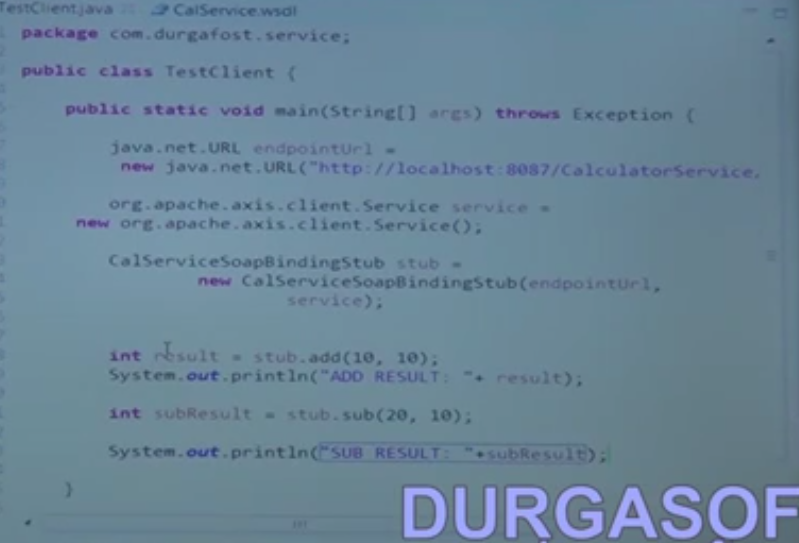 TestClient.java CalService.wsdl
package com.durgafost.service;
public class TestClient {
public static void main(String[] args) throws Exception {
java.net.URL endpointUrl =
new java.net.URL("http://localhost:8087/CalculatorService.
org.apache.axis.client.Service service =
new org.apache.axis.client.Service();
CalServiceSoapBindingStub stub =
new CalServiceSoapBindingStub(endpointUrl,
service);
int result = stub.add(10, 10);
System.out.println("ADD RESULT: "+ result);
int subResult = stub.sub(20, 10);
System.out.println("SUB RESULT: "+subResult);
}
DURGASOF